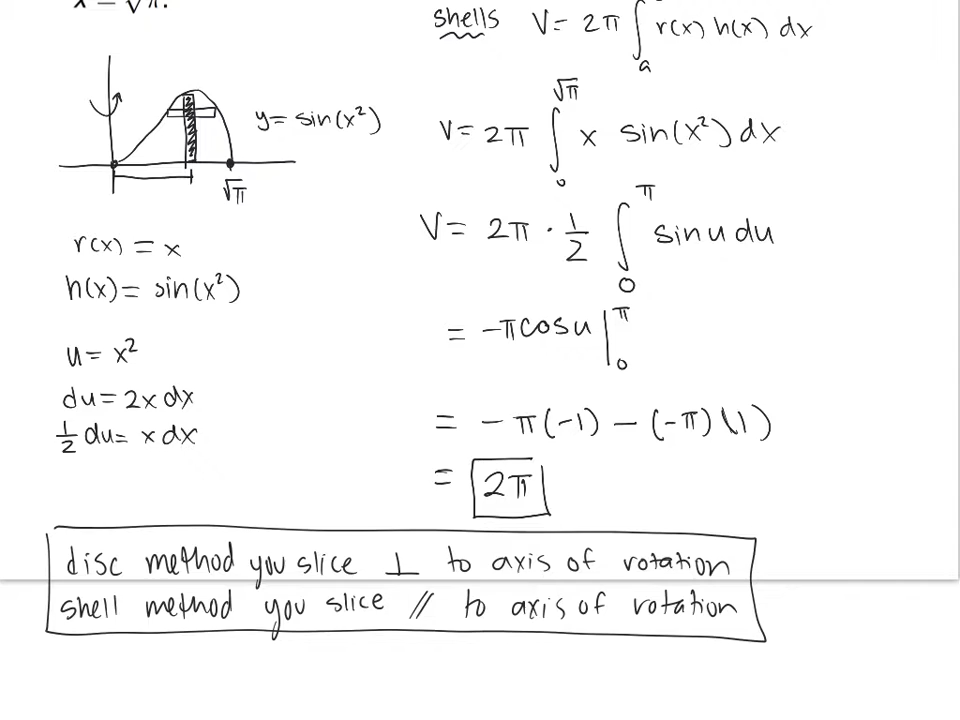 x = √π.
y = sin(x²)
√π
r(x) = x
h(x) = sin(x²)
u = x²
du = 2x dx
½ du = x dx
shells V = 2π ∫ₐ r(x) h(x) dx
V = 2π ∫₀^√π x sin(x²) dx
V = 2π · ½ ∫₀^π sin u du
= -π cos u |₀^π
= -π(-1) - (-π)(1)
= 2π
disc method you slice ⊥ to axis of rotation
shell method you slice // to axis of rotation